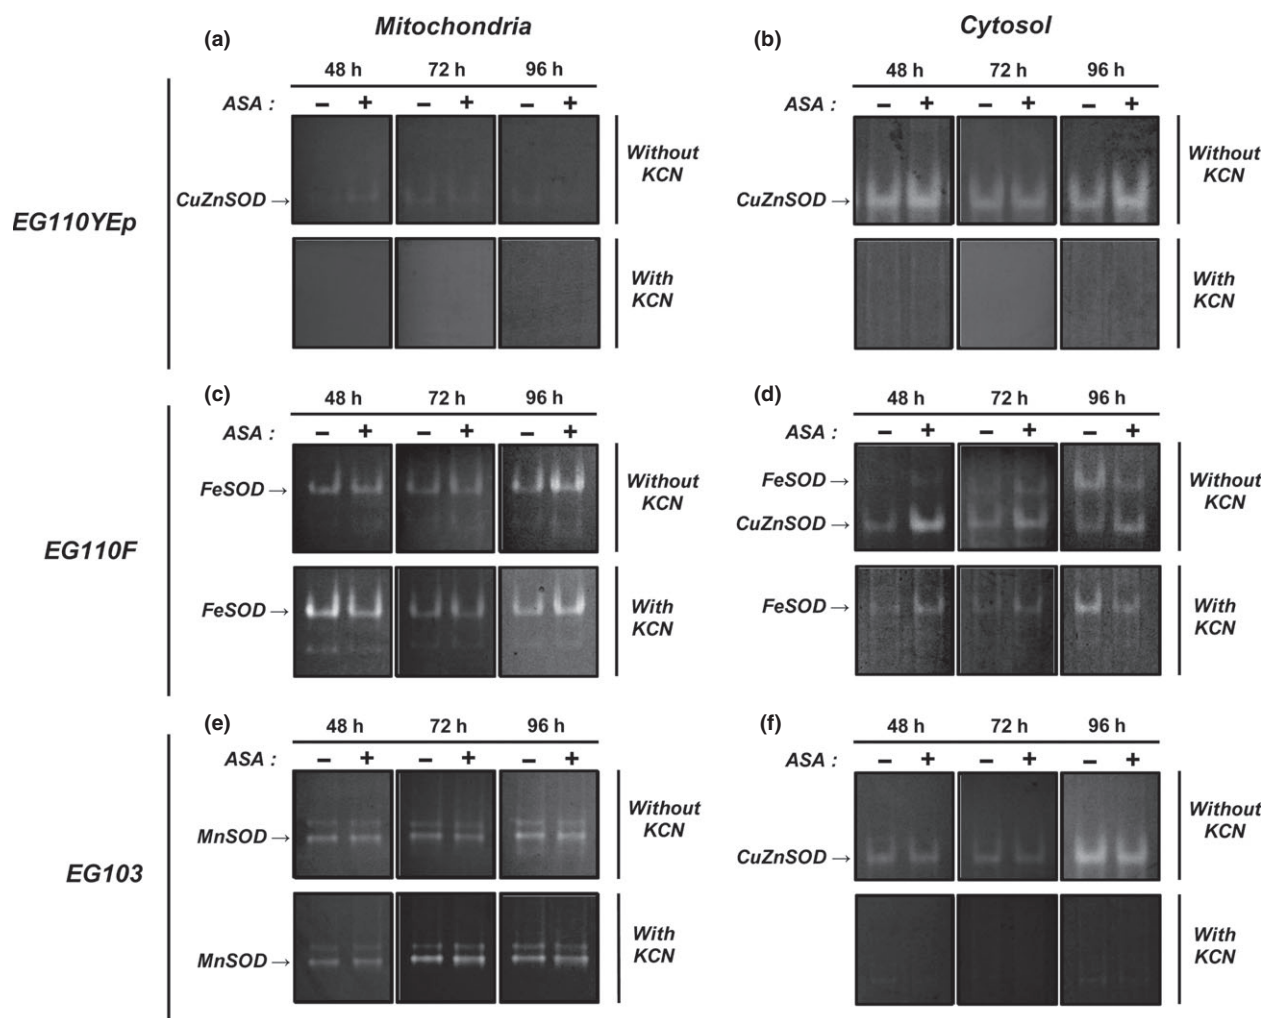 Mitochondria
Cytosol
(a)
48 h 72 h 96 h
ASA : – + – + – +
Without
KCN
CuZnSOD →
With
KCN
(b)
48 h 72 h 96 h
ASA : – + – + – +
Without
KCN
CuZnSOD →
With
KCN
EG110YEp
(c)
48 h 72 h 96 h
ASA : – + – + – +
FeSOD →
Without
KCN
FeSOD →
With
KCN
(d)
48 h 72 h 96 h
ASA : – + – + – +
FeSOD →
Without
KCN
CuZnSOD →
FeSOD →
With
KCN
EG110F
(e)
48 h 72 h 96 h
ASA : – + – + – +
Without
KCN
MnSOD →
With
KCN
MnSOD →
(f)
48 h 72 h 96 h
ASA : – + – + – +
Without
KCN
CuZnSOD →
With
KCN
EG103